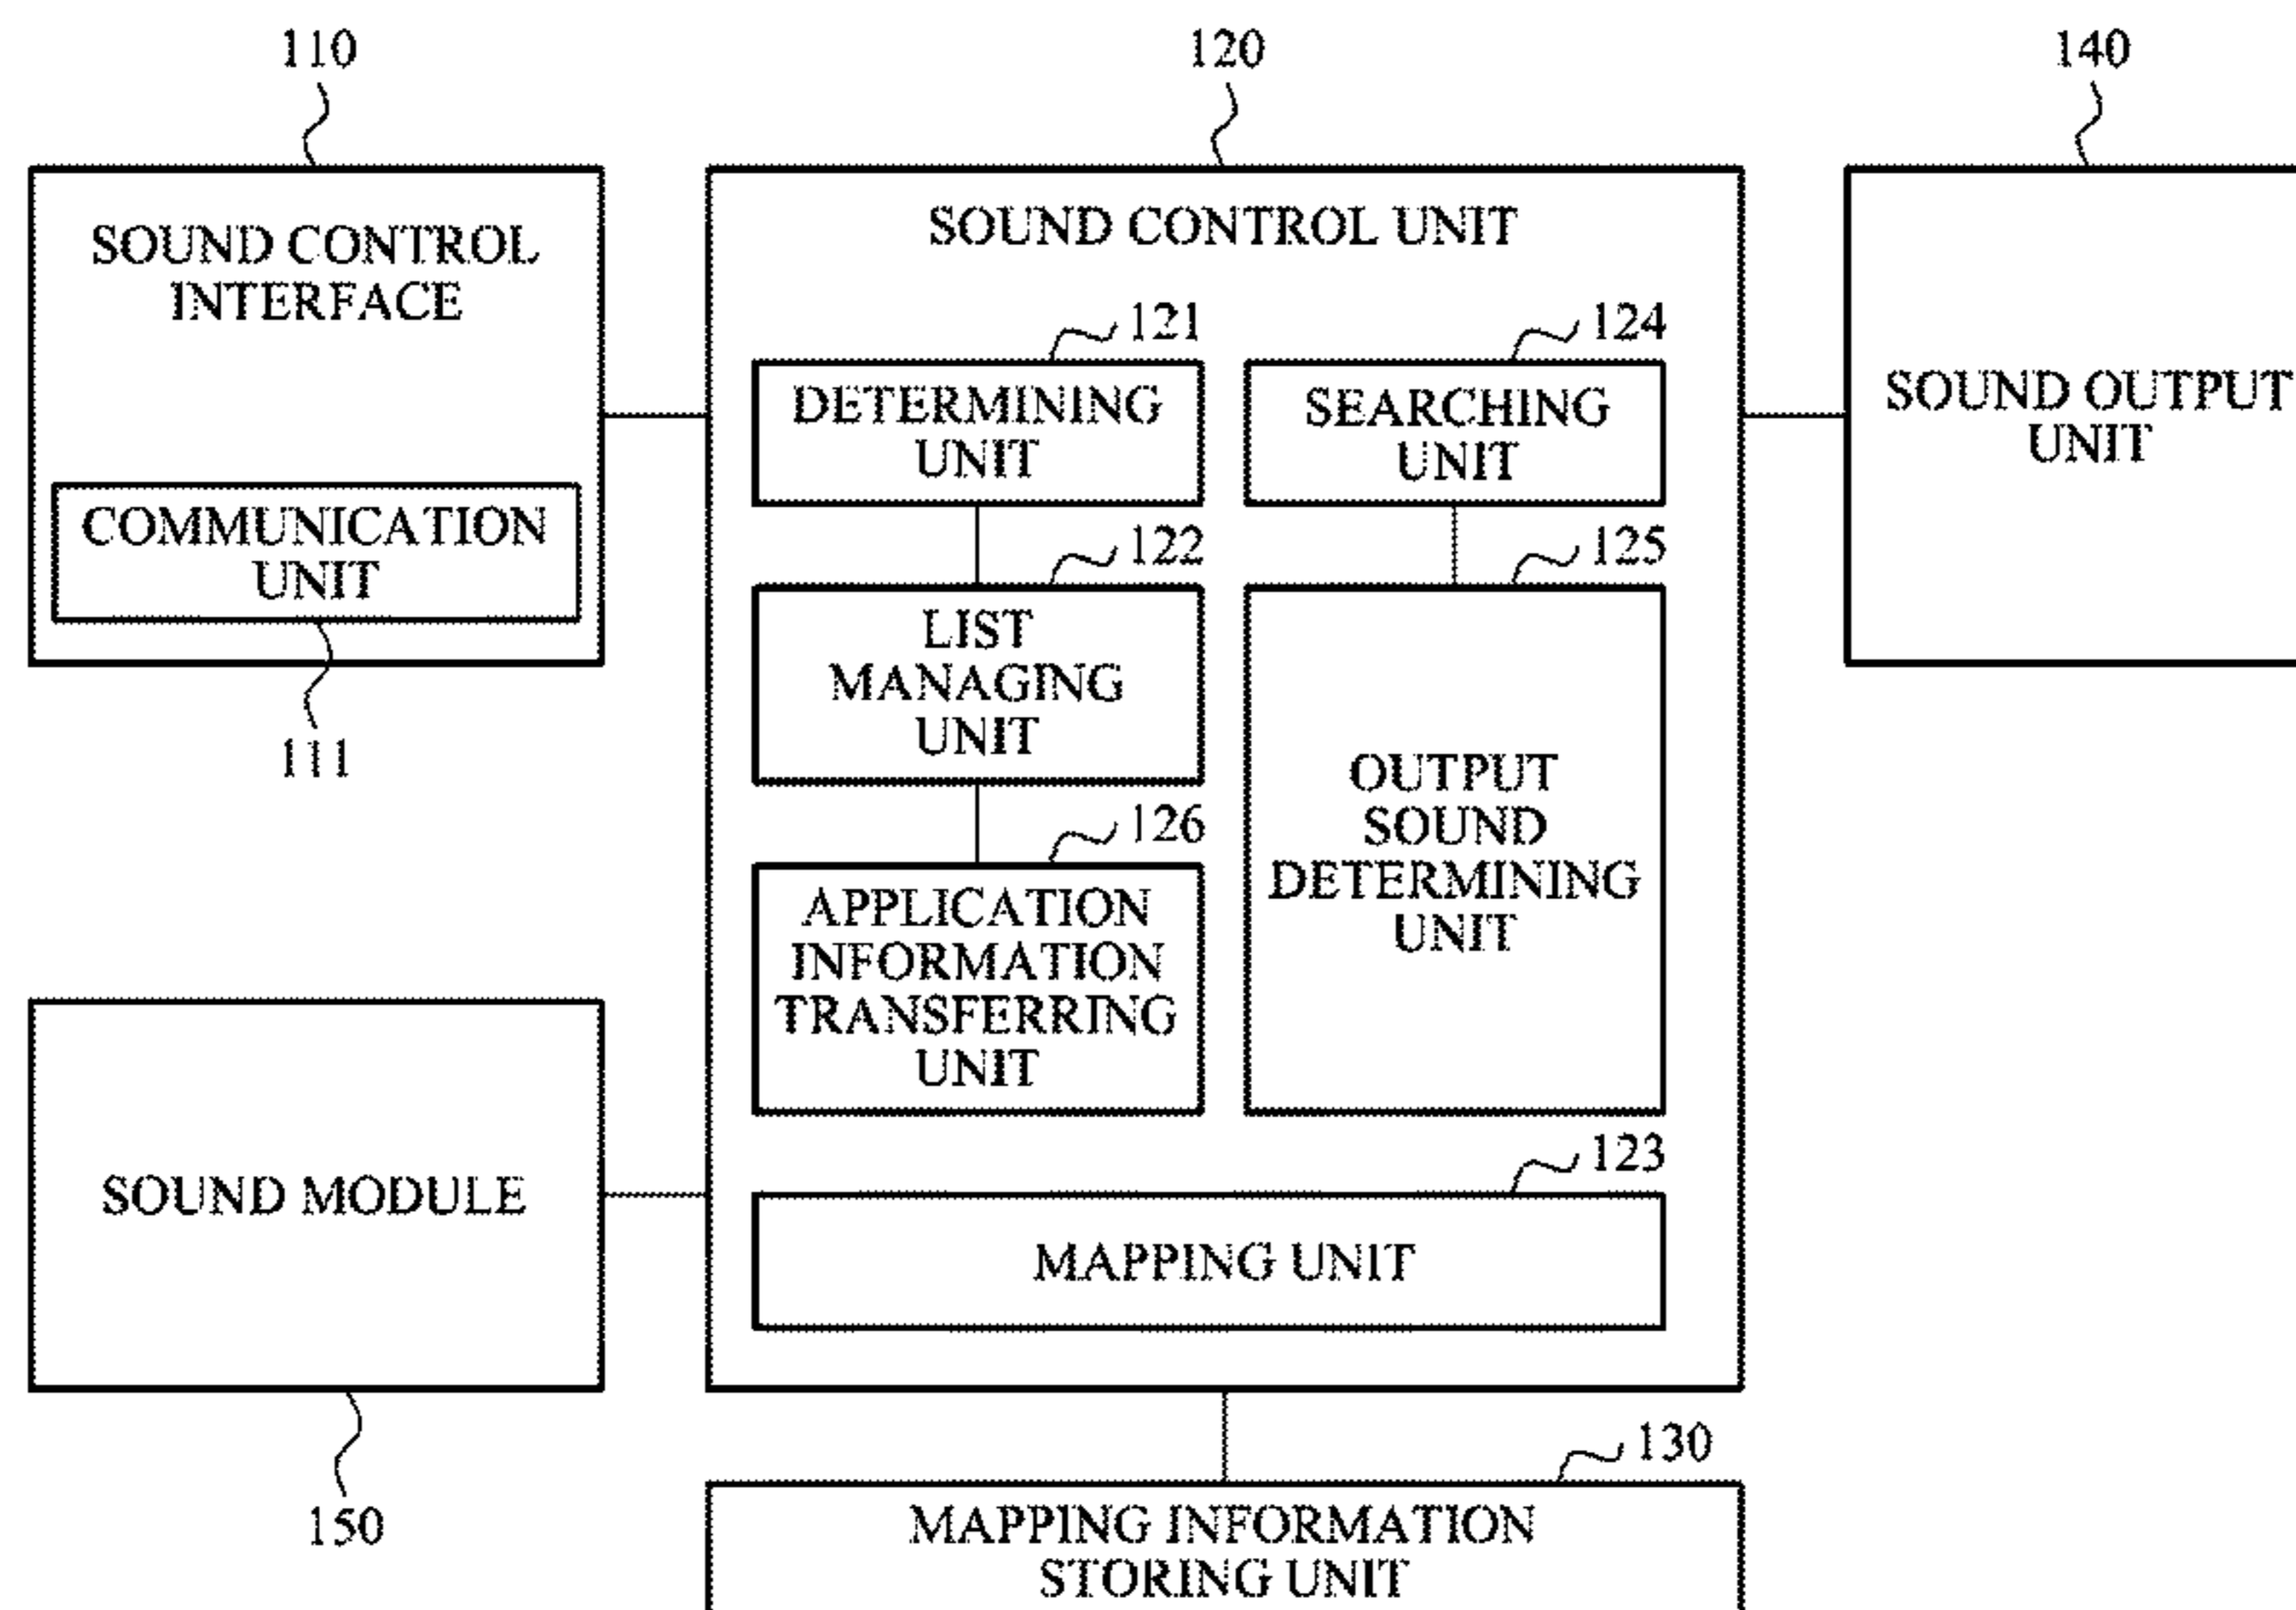 110
120
140
SOUND CONTROL
INTERFACE
COMMUNICATION
UNIT
111
SOUND CONTROL UNIT
121
DETERMINING
UNIT
124
SEARCHING
UNIT
122
LIST
MANAGING
UNIT
125
OUTPUT
SOUND
DETERMINING
UNIT
126
APPLICATION
INFORMATION
TRANSFERRING
UNIT
123
MAPPING UNIT
SOUND OUTPUT
UNIT
SOUND MODULE
150
130
MAPPING INFORMATION
STORING UNIT